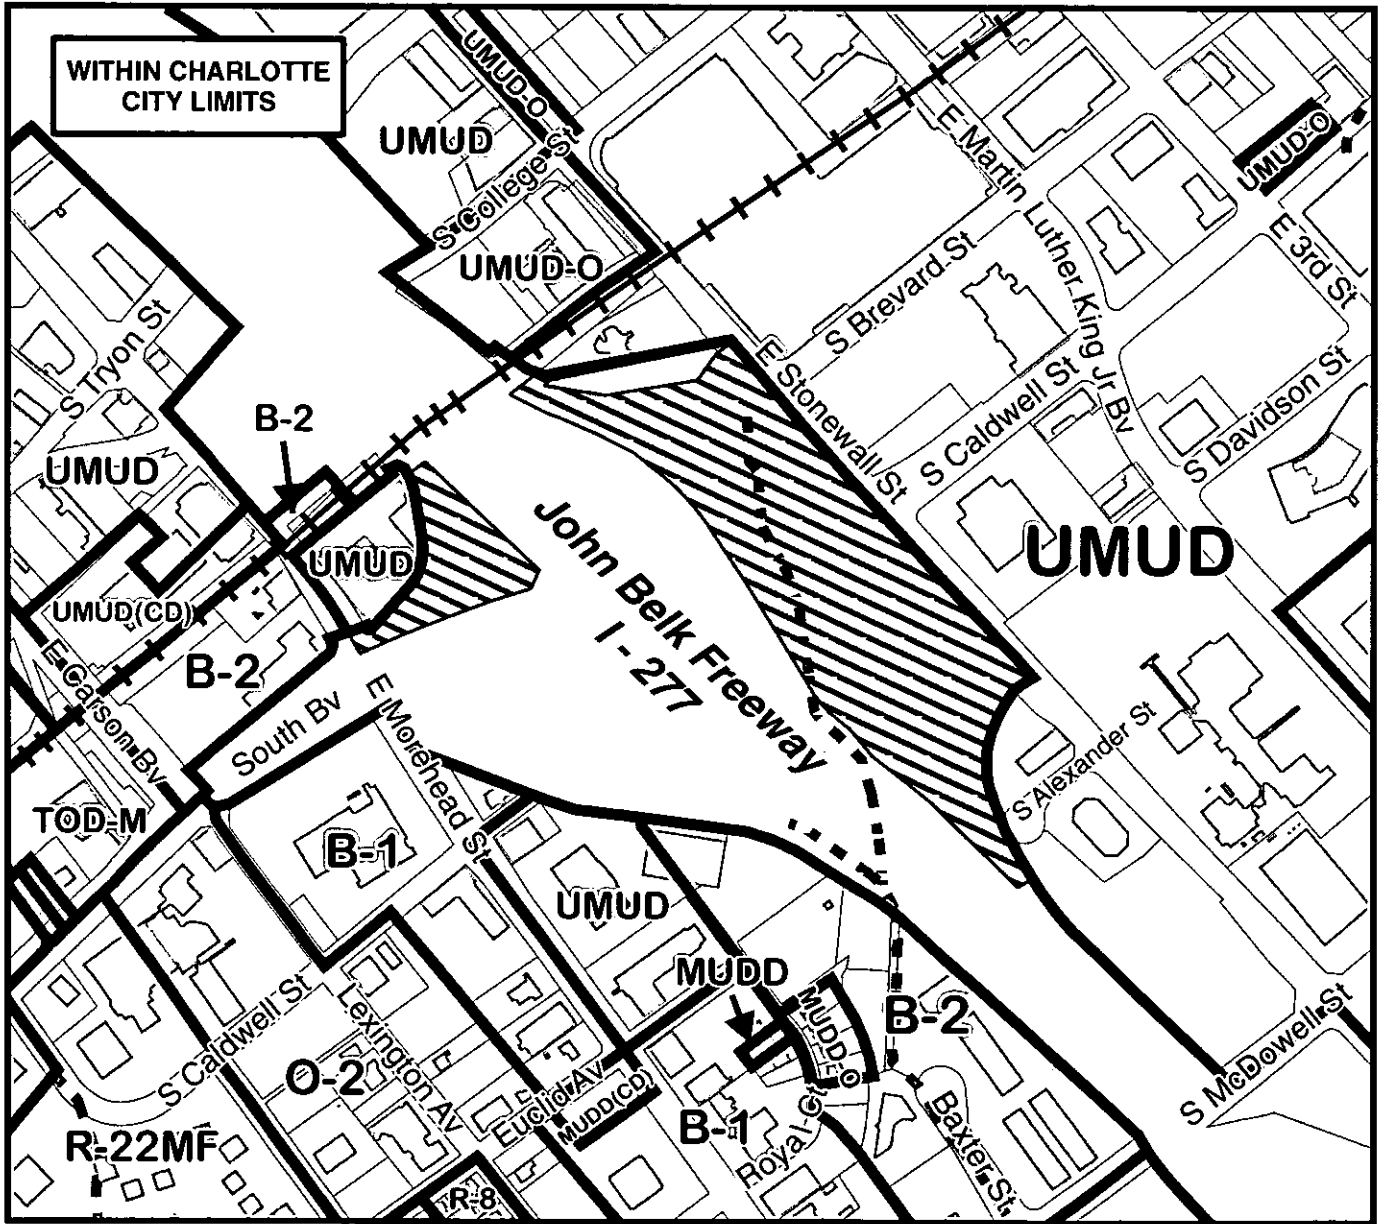 WITHIN CHARLOTTE
CITY LIMITS
UMUD-O
UMUD
S College St
UMUD-O
E Martin Luther King Jr Bv
UMUD-O
E 3rd St
S Brevard St
S Tryon St
E Stonewall St
S Caldwell St
S Davidson St
B-2
UMUD
UMUD
John Belk Freeway
I - 277
UMUD
UMUD(CD)
B-2
E Carson Bv
South Bv
E Morehead St
S Alexander St
TOD-M
B-1
UMUD
MUDD
MUDD-O
B-2
S Caldwell St
Lexington Av
O-2
Euclid Av
MUDD(CD)
B-1
Royal Ct
Baxter St
S McDowell St
R-22MF
R-8